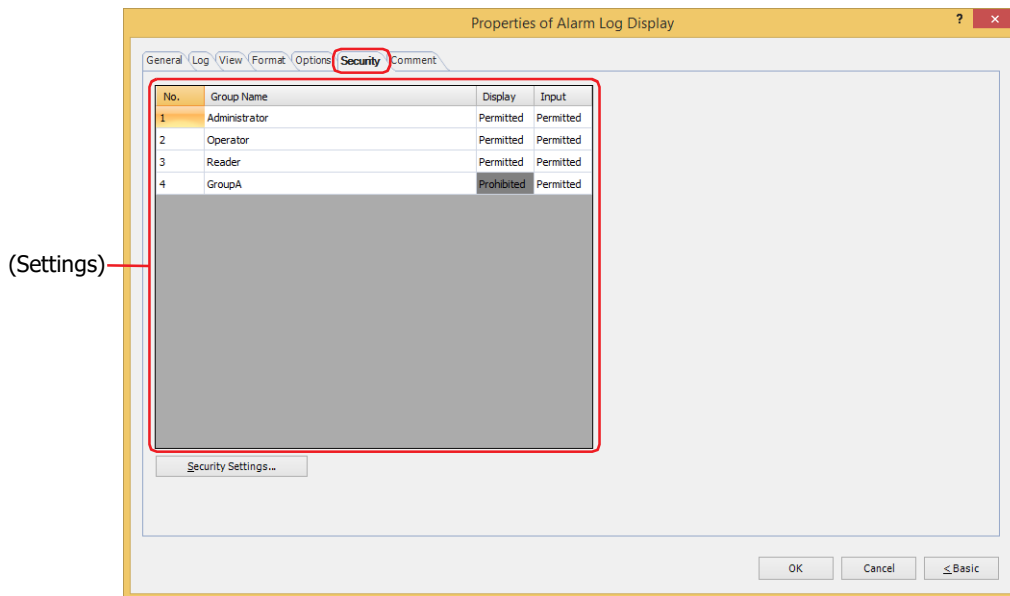 Properties of Alarm Log Display ? ×
General Log View Format Options Security Comment
No. Group Name Display Input
1 Administrator Permitted Permitted
2 Operator Permitted Permitted
3 Reader Permitted Permitted
4 GroupA Prohibited Permitted
(Settings)
Security Settings...
OK Cancel < Basic